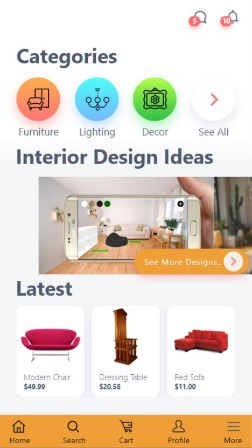 5 10
Categories
Furniture Lighting Decor See All
Interior Design Ideas
See More Designs..
Latest
Modern Chair Dressing Table Red Sofa
$49.99 $20.58 $11.00
Home Search Cart Profile More